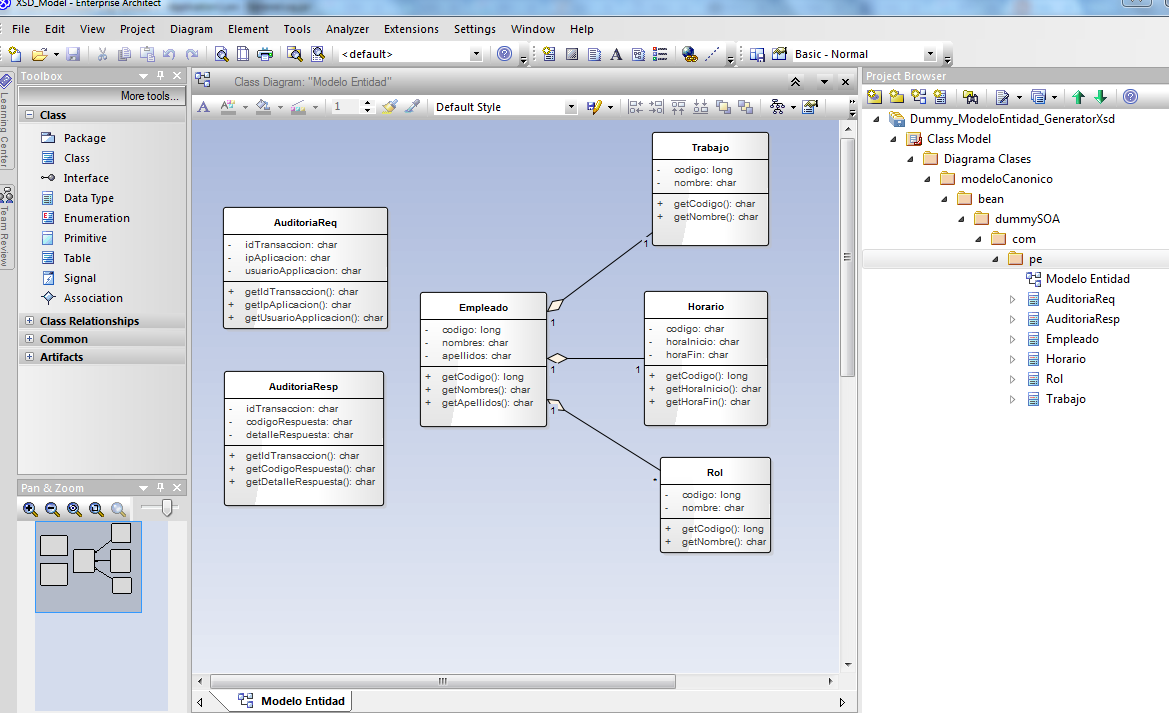 XSD_Model - Enterprise Architect
File Edit View Project Diagram Element Tools Analyzer Extensions Settings Window Help
<default>
Basic - Normal
Learning Center
Team Review
Toolbox
More tools...
Class
Package
Class
Interface
Data Type
Enumeration
Primitive
Table
Signal
Association
Class Relationships
Common
Artifacts
Pan & Zoom
Class Diagram: "Modelo Entidad"
1 Default Style
AuditoriaReq
- idTransaccion: char
- ipAplicacion: char
- usuarioApplicacion: char
+ getIdTransaccion(): char
+ getIpAplicacion(): char
+ getUsuarioApplicacion(): char
AuditoriaResp
- idTransaccion: char
- codigoRespuesta: char
- detalleRespuesta: char
+ getIdTransaccion(): char
+ getCodigoRespuesta(): char
+ getDetalleRespuesta(): char
Empleado
- codigo: long
- nombres: char
- apellidos: char
+ getCodigo(): long
+ getNombres(): char
+ getApellidos(): char
1
1
1
1
1
*
Trabajo
- codigo: long
- nombre: char
+ getCodigo(): char
+ getNombre(): char
Horario
- codigo: char
- horaInicio: char
- horaFin: char
+ getCodigo(): long
+ getHoraInicio(): char
+ getHoraFin(): char
Rol
- codigo: long
- nombre: char
+ getCodigo(): long
+ getNombre(): char
Modelo Entidad
Project Browser
Dummy_ModeloEntidad_GeneratorXsd
Class Model
Diagrama Clases
modeloCanonico
bean
dummySOA
com
pe
Modelo Entidad
AuditoriaReq
AuditoriaResp
Empleado
Horario
Rol
Trabajo